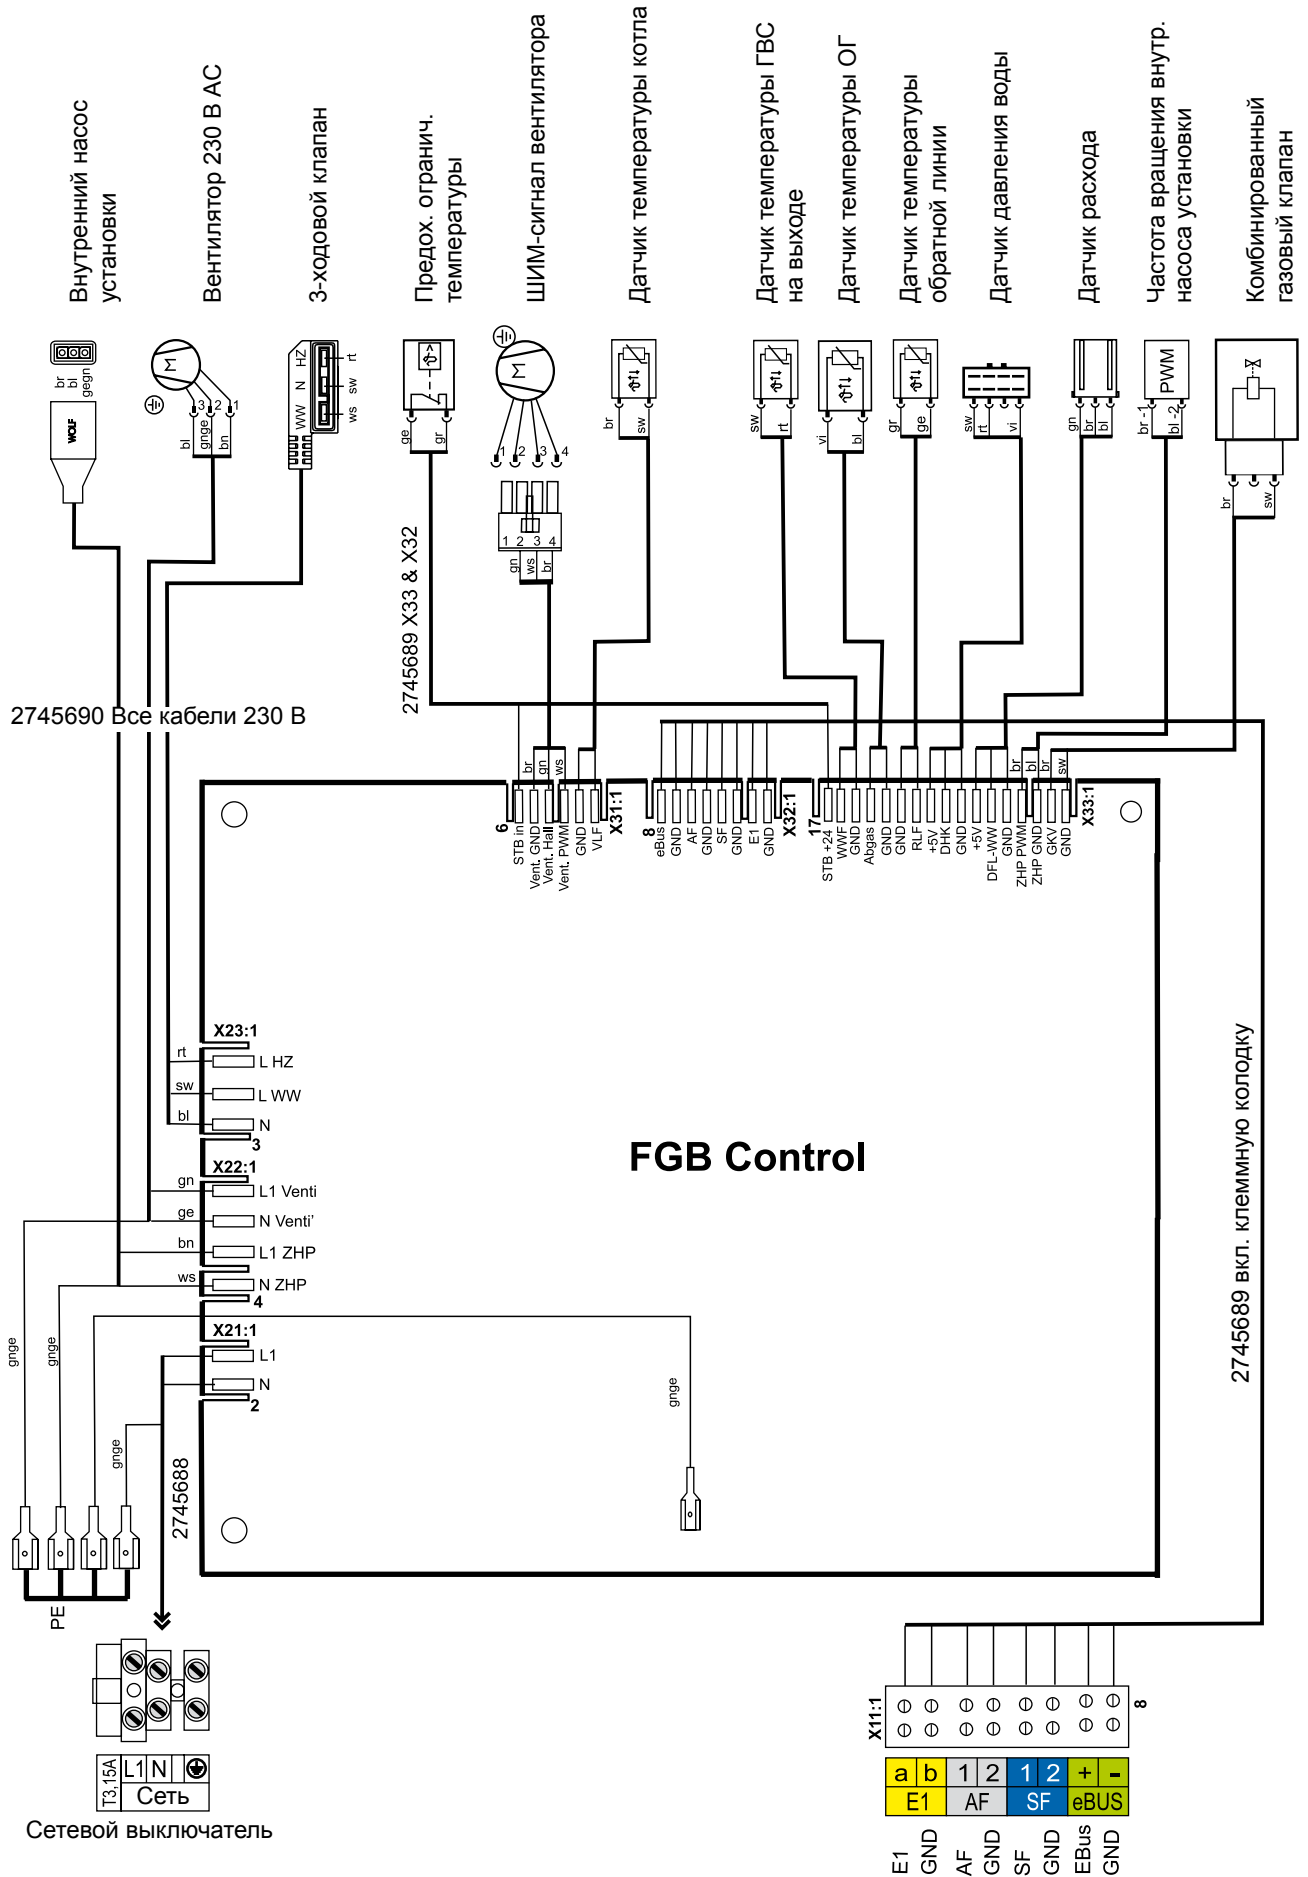 Внутренний насос
установки
Вентилятор 230 В AC
3-ходовой клапан
Предох. огранич.
температуры
ШИМ-сигнал вентилятора
Датчик температуры котла
Датчик температуры ГВС
на выходе
Датчик температуры ОГ
Датчик температуры
обратной линии
Датчик давления воды
Датчик расхода
Частота вращения внутр.
насоса установки
Комбинированный
газовый клапан
WOLF
br
bl
gegn
M
3
2
1
bl
gnge
bn
WW N HZ
ws
sw
rt
ge
gr
M
1
2
3
4
1 2 3 4
gn
ws
br
br
sw
sw
rt
vi
bl
gr
ge
sw
rt
vi
gn
br
bl
PWM
br -1
bl -2
br
sw
2745689 X33 & X32
2745690 Все кабели 230 В
br
gn
ws
br
bl
br
sw
6
STB in
Vent. GND
Vent. Hall
Vent. PWM
GND
VLF
X31:1
8
eBus
GND
AF
GND
SF
GND
E1
GND
X32:1
17
STB +24
WWF
GND
Abgas
GND
GND
RLF
+5V
DHK
GND
+5V
DFL-WW
GND
ZHP PWM
ZHP GND
GKV
GND
X33:1
X23:1
rt L HZ
sw L WW
bl N
3
X22:1
gn L1 Venti
ge N Venti'
bn L1 ZHP
ws N ZHP
4
X21:1
L1
N
2
FGB Control
gnge
gnge
gnge
gnge
2745688
2745689 вкл. клеммную колодку
PE
T3,15A
L1 N
Сеть
Сетевой выключатель
X11:1
8
a b 1 2 1 2 + -
E1 AF SF eBUS
E1
GND
AF
GND
SF
GND
EBus
GND